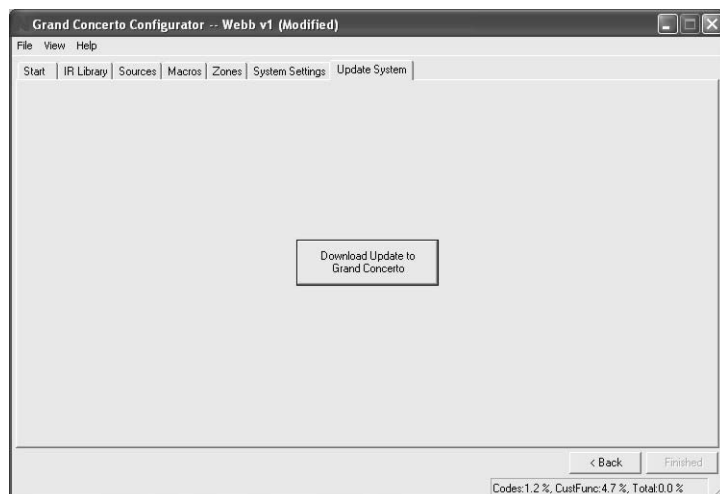 Grand Concerto Configurator -- Webb v1 (Modified)
File View Help
Start IR Library Sources Macros Zones System Settings Update System
Download Update to
Grand Concerto
< Back Finished
Codes:1.2 %, CustFunc:4.7 %, Total:0.0 %